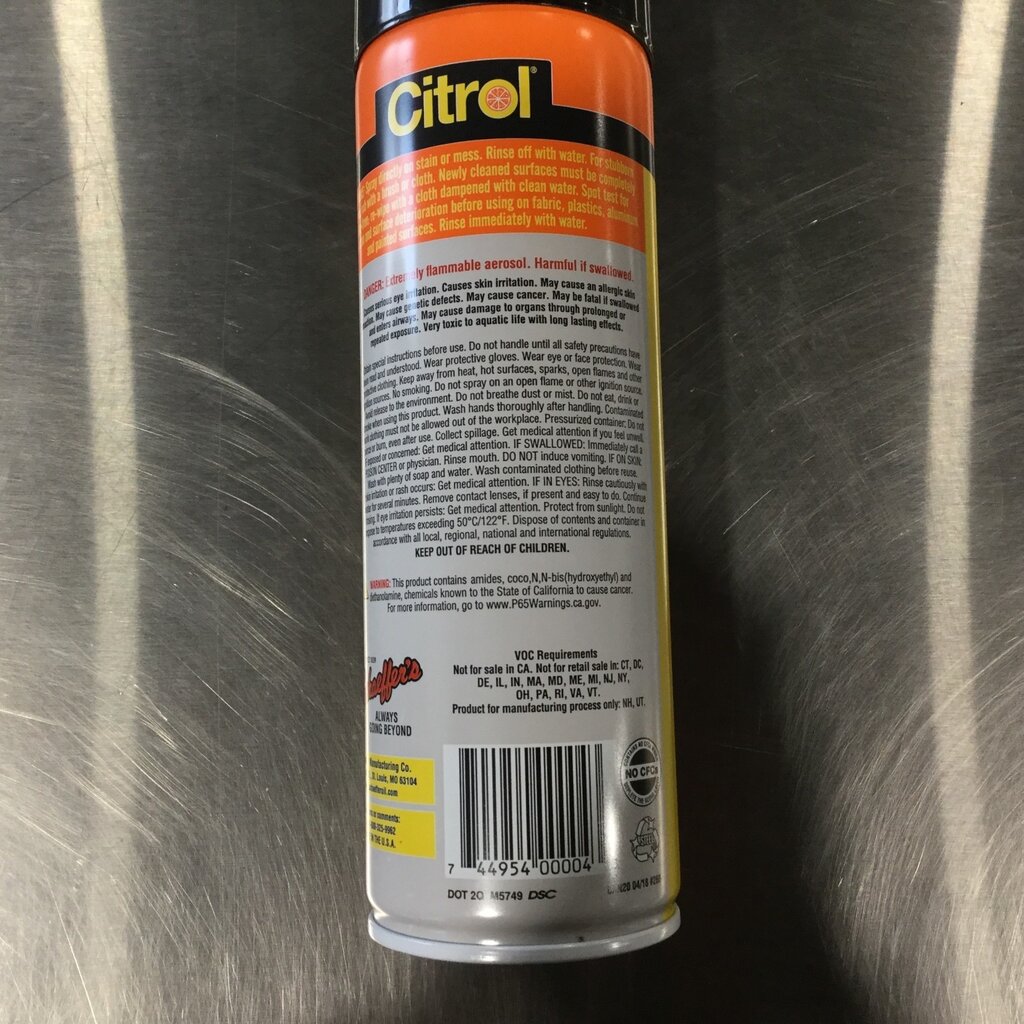 Citrol®
Spray directly on stain or mess. Rinse off with water. For stubborn
with a brush or cloth. Newly cleaned surfaces must be completely
re-wipe with a cloth dampened with clean water. Spot test for
and surface deterioration before using on fabric, plastics, aluminum
and painted surfaces. Rinse immediately with water.
DANGER: Extremely flammable aerosol. Harmful if swallowed.
Causes serious eye irritation. Causes skin irritation. May cause an allergic skin
May cause genetic defects. May cause cancer. May be fatal if swallowed
and enters airways. May cause damage to organs through prolonged or
repeated exposure. Very toxic to aquatic life with long lasting effects.
special instructions before use. Do not handle until all safety precautions have
read and understood. Wear protective gloves. Wear eye or face protection. Wear
clothing. Keep away from heat, hot surfaces, sparks, open flames and other
sources. No smoking. Do not spray on an open flame or other ignition source.
release to the environment. Do not breathe dust or mist. Do not eat, drink or
when using this product. Wash hands thoroughly after handling. Contaminated
clothing must not be allowed out of the workplace. Pressurized container: Do not
or burn, even after use. Collect spillage. Get medical attention if you feel unwell.
exposed or concerned: Get medical attention. IF SWALLOWED: Immediately call a
POISON CENTER or physician. Rinse mouth. DO NOT induce vomiting. IF ON SKIN:
Wash with plenty of soap and water. Wash contaminated clothing before reuse.
irritation or rash occurs: Get medical attention. IF IN EYES: Rinse cautiously with
for several minutes. Remove contact lenses, if present and easy to do. Continue
If eye irritation persists: Get medical attention. Protect from sunlight. Do not
to temperatures exceeding 50°C/122°F. Dispose of contents and container in
accordance with all local, regional, national and international regulations.
KEEP OUT OF REACH OF CHILDREN.
WARNING: This product contains amides, coco,N,N-bis(hydroxyethyl) and
diethanolamine, chemicals known to the State of California to cause cancer.
For more information, go to www.P65Warnings.ca.gov.
VOC Requirements
Not for sale in CA. Not for retail sale in: CT, DC,
DE, IL, IN, MA, MD, ME, MI, NJ, NY,
OH, PA, RI, VA, VT.
Product for manufacturing process only: NH, UT.
Schaeffer's
ALWAYS
GOING BEYOND
Manufacturing Co.
St. Louis, MO 63104
or comments:
IN THE U.S.A.
NO CFCs
STEEL
7 44954 00004
DOT 2Q M5749 DSC
04/18